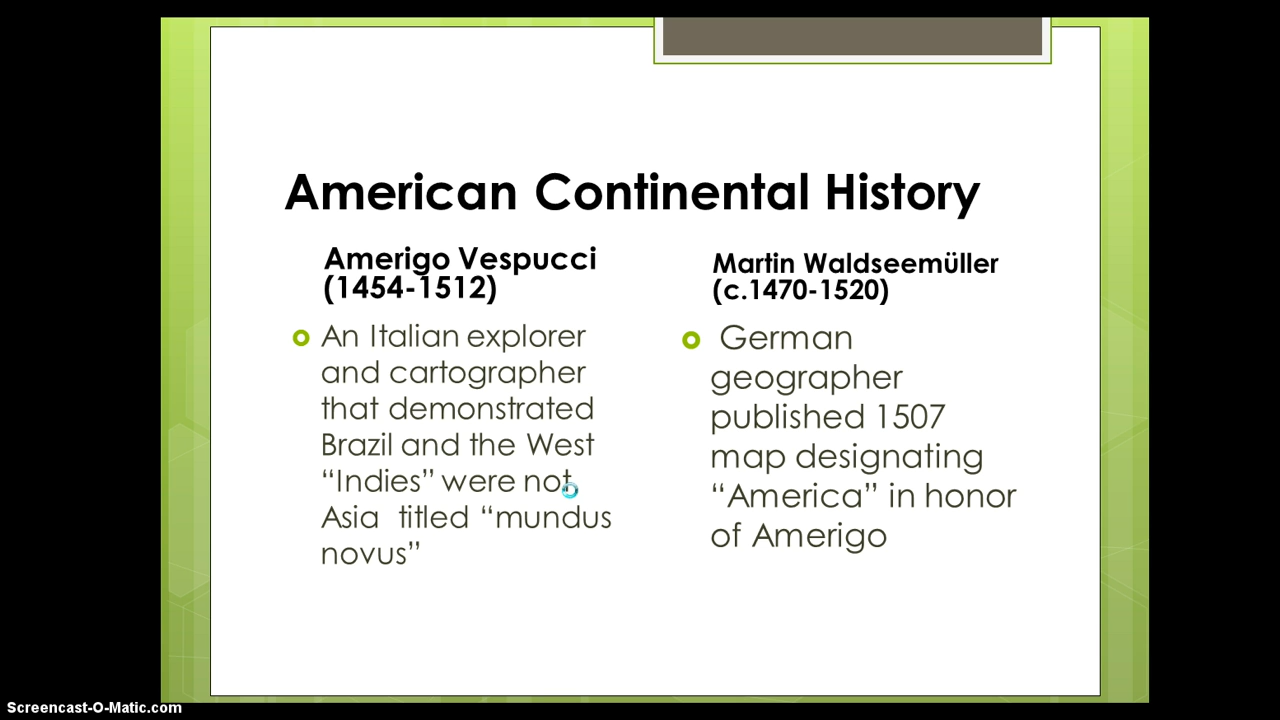 American Continental History
Amerigo Vespucci
(1454-1512)
An Italian explorer
and cartographer
that demonstrated
Brazil and the West
“Indies” were not
Asia titled “mundus
novus”
Martin Waldseemüller
(c.1470-1520)
German
geographer
published 1507
map designating
“America” in honor
of Amerigo
Screencast-O-Matic.com